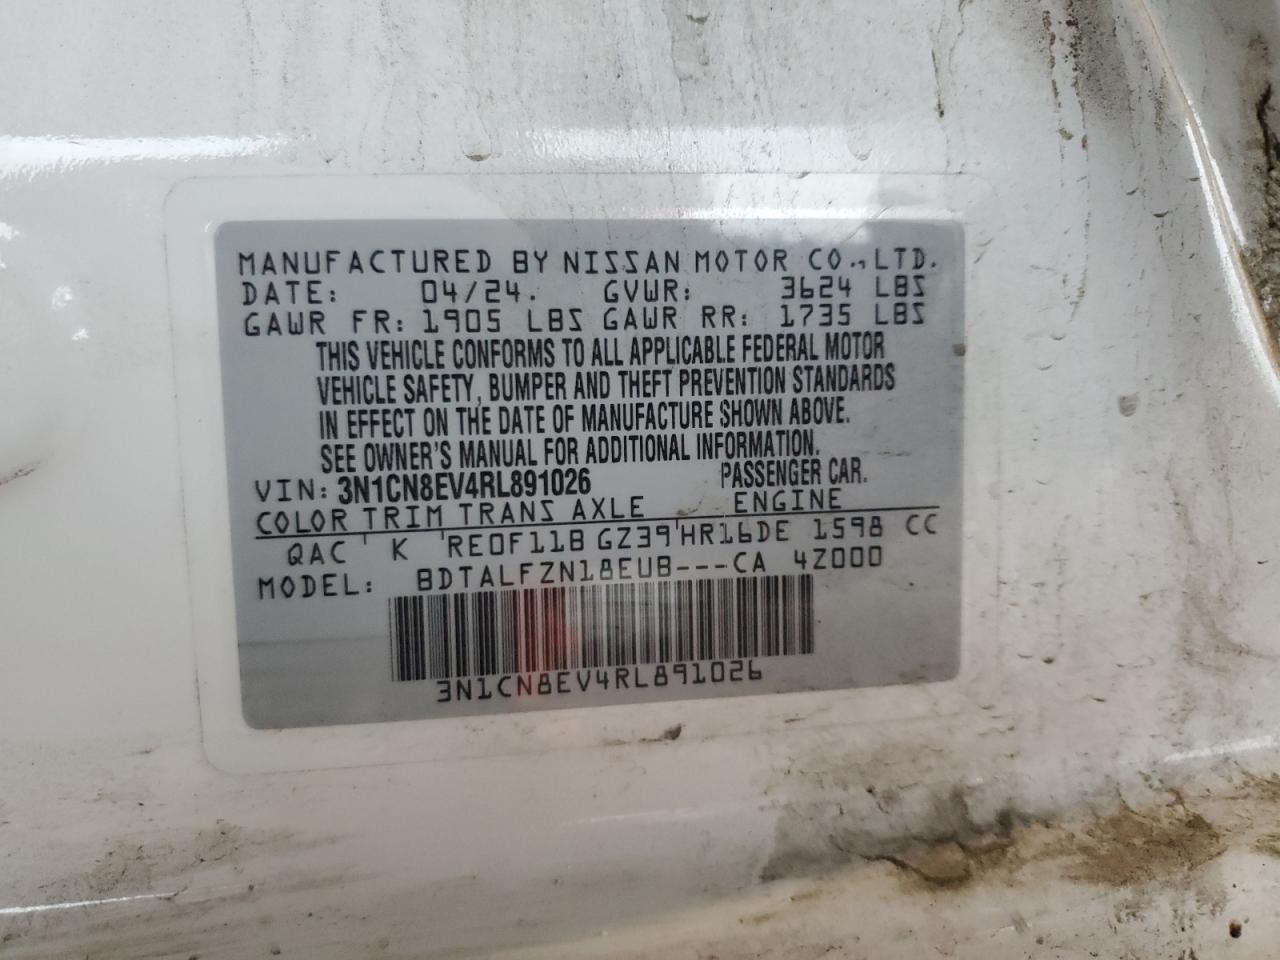 MANUFACTURED BY NISSAN MOTOR CO., LTD.
DATE: 04/24. GVWR: 3624 LBS
GAWR FR: 1905 LBS GAWR RR: 1735 LBS
THIS VEHICLE CONFORMS TO ALL APPLICABLE FEDERAL MOTOR
VEHICLE SAFETY, BUMPER AND THEFT PREVENTION STANDARDS
IN EFFECT ON THE DATE OF MANUFACTURE SHOWN ABOVE.
SEE OWNER'S MANUAL FOR ADDITIONAL INFORMATION.
VIN: 3N1CN8EV4RL891026 PASSENGER CAR.
COLOR TRIM TRANS AXLE ENGINE
QAC K RE0F11B GZ39 HR16DE 1598 CC
MODEL: BDTALFZN18EUB---CA 4Z000
3N1CN8EV4RL891026